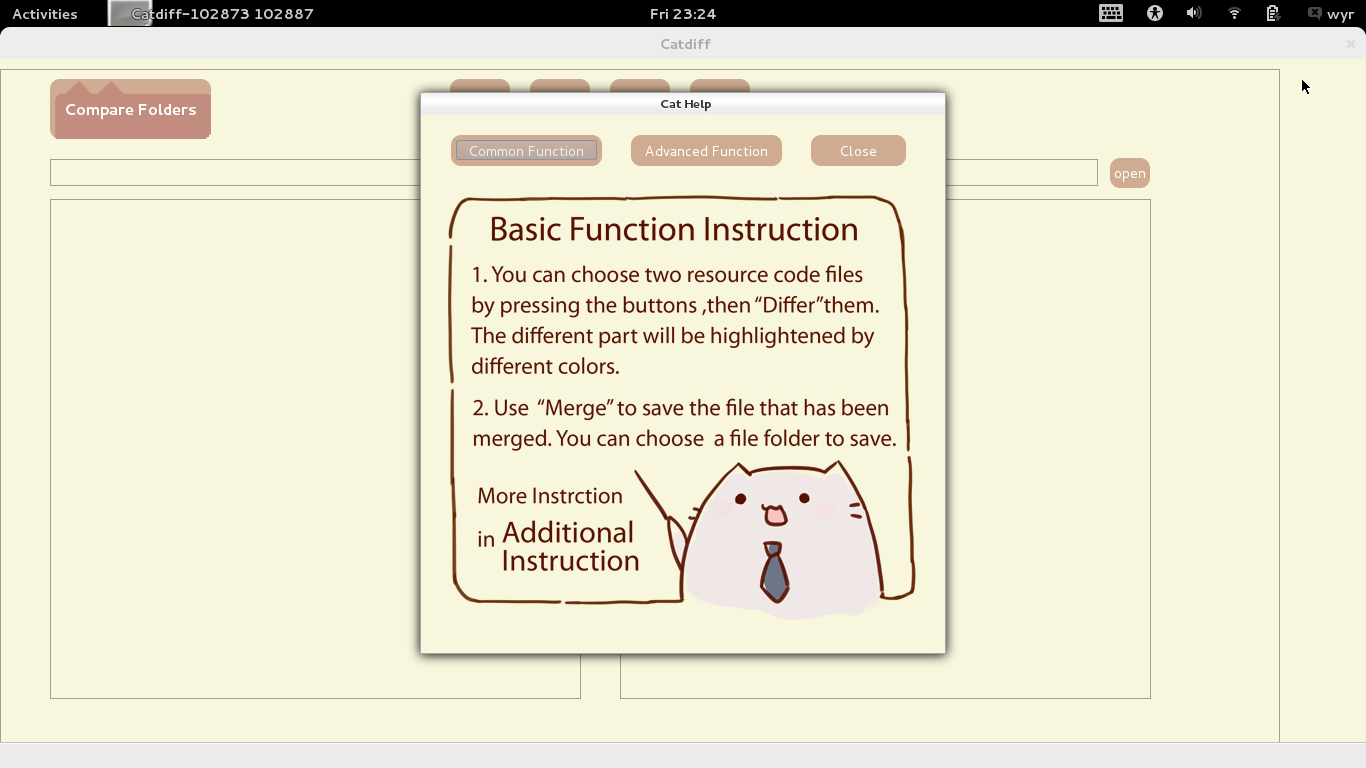 Activities
Catdiff-102873 102887
Fri 23:24
wyr
Catdiff
Compare Folders
open
Cat Help
Common Function
Advanced Function
Close
Basic Function Instruction
1. You can choose two resource code files
by pressing the buttons ,then “Differ”them.
The different part will be highlightened by
different colors.
2. Use “Merge” to save the file that has been
merged. You can choose a file folder to save.
More Instrction
in Additional
Instruction